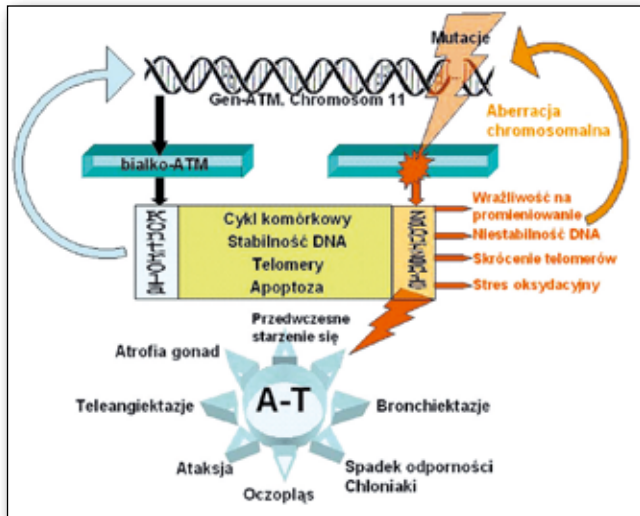 Mutacje
Gen-ATM, Chromosom 11
Aberracja
chromosomalna
bialko-ATM
Cykl komórkowy
Stabilność DNA
Telomery
Apoptoza
Wrażliwość na
promieniowanie
Niestabilność DNA
Skrócenie telomerów
Stres oksydacyjny
Przedwczesne
starzenie się
Atrofia gonad
Teleangiektazje
A-T
Bronchiektazje
Ataksja
Spadek odporności
Chłoniaki
Oczopląs